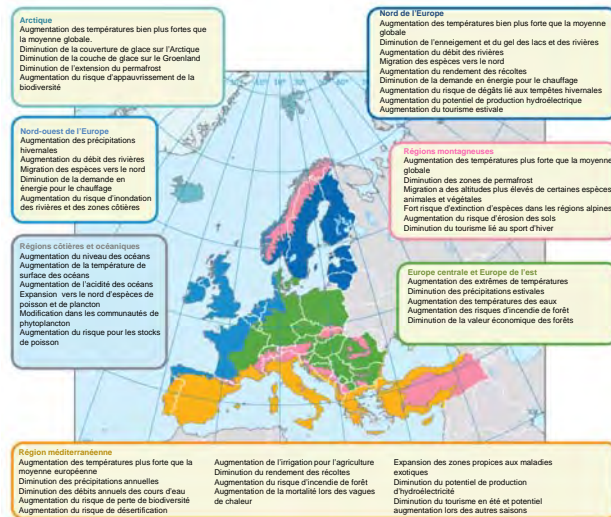 Arctique
Augmentation des températures bien plus fortes que
la moyenne globale.
Diminution de la couverture de glace sur l'Arctique
Diminution de la couche de glace sur le Groenland
Diminution de l'extension du permafrost
Augmentation du risque d'appauvrissement de la
biodiversité
Nord de l'Europe
Augmentation des températures bien plus forte que la moyenne
globale
Diminution de l'enneigement et du gel des lacs et des rivières
Augmentation du débit des rivières
Migration des espèces vers le nord
Augmentation du rendement des récoltes
Diminution de la demande en énergie pour le chauffage
Augmentation du risque de dégâts lié aux tempêtes hivernales
Augmentation du potentiel de production hydroélectrique
Augmentation du tourisme estivale
Nord-ouest de l'Europe
Augmentation des précipitations
hivernales
Augmentation du débit des rivières
Migration des espèces vers le nord
Diminution de la demande en
énergie pour le chauffage
Augmentation du risque d'inondation
des rivières et des zones côtières
Régions montagneuses
Augmentation des températures plus forte que la moyenne
globale
Diminution des zones de permafrost
Migration a des altitudes plus élevés de certaines espèces
animales et végétales
Fort risque d'extinction d'espèces dans les régions alpines
Augmentation du risque d'érosion des sols
Diminution du tourisme lié au sport d'hiver
Régions côtières et océaniques
Augmentation du niveau des océans
Augmentation de la température de
surface des océans
Augmentation de l'acidité des océans
Expansion vers le nord d'espèces de
poisson et de plancton
Modification dans les communautés de
phytoplancton
Augmentation du risque pour les stocks
de poisson
Europe centrale et Europe de l'est
Augmentation des extrêmes de températures
Diminution des précipitations estivales
Augmentation des températures des eaux
Augmentation des risques d'incendie de forêt
Diminution de la valeur économique des forêts
Région méditerranéenne
Augmentation des températures plus forte que la
moyenne européenne
Diminution des précipitations annuelles
Diminution des débits annuels des cours d'eau
Augmentation du risque de perte de biodiversité
Augmentation du risque de désertification
Augmentation de l'irrigation pour l'agriculture
Diminution du rendement des récoltes
Augmentation du risque d'incendie de forêt
Augmentation de la mortalité lors des vagues
de chaleur
Expansion des zones propices aux maladies
exotiques
Diminution du potentiel de production
d'hydroélectricité
Diminution du tourisme en été et potentiel
augmentation lors des autres saisons